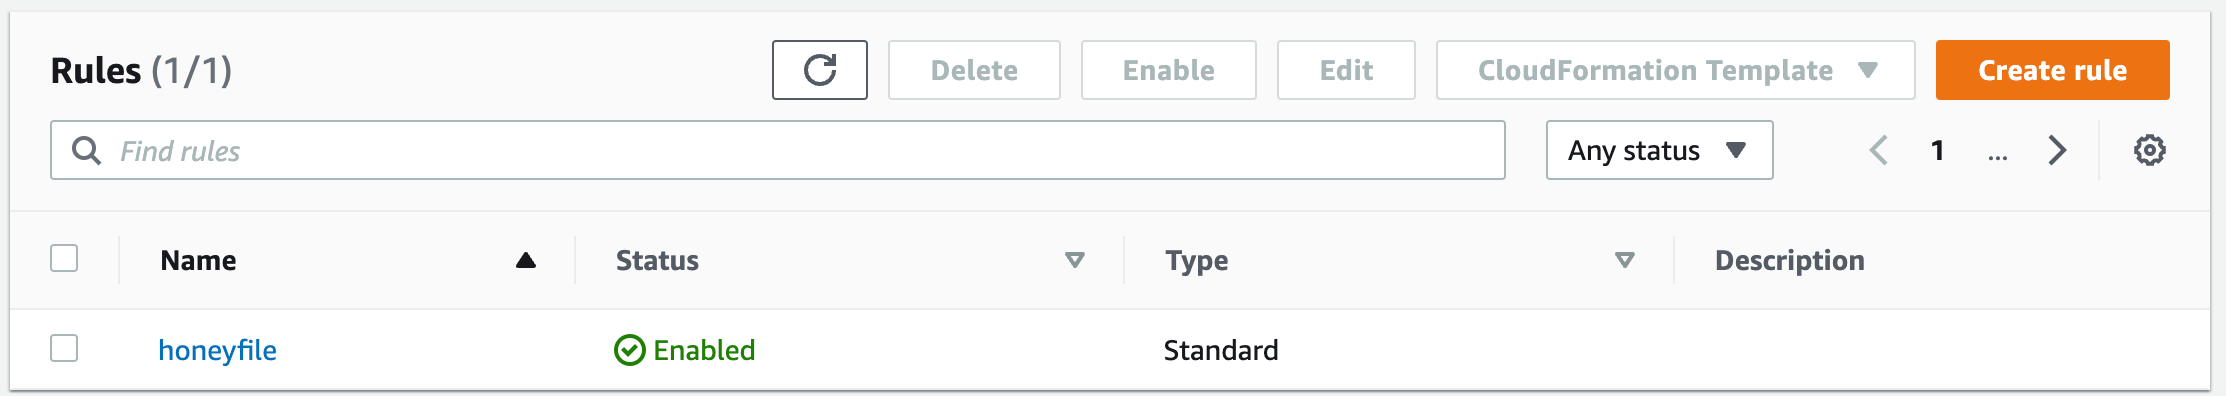 Rules (1/1) Delete Enable Edit CloudFormation Template Create rule
Find rules Any status 1 ...
Name Status Type Description
honeyfile Enabled Standard